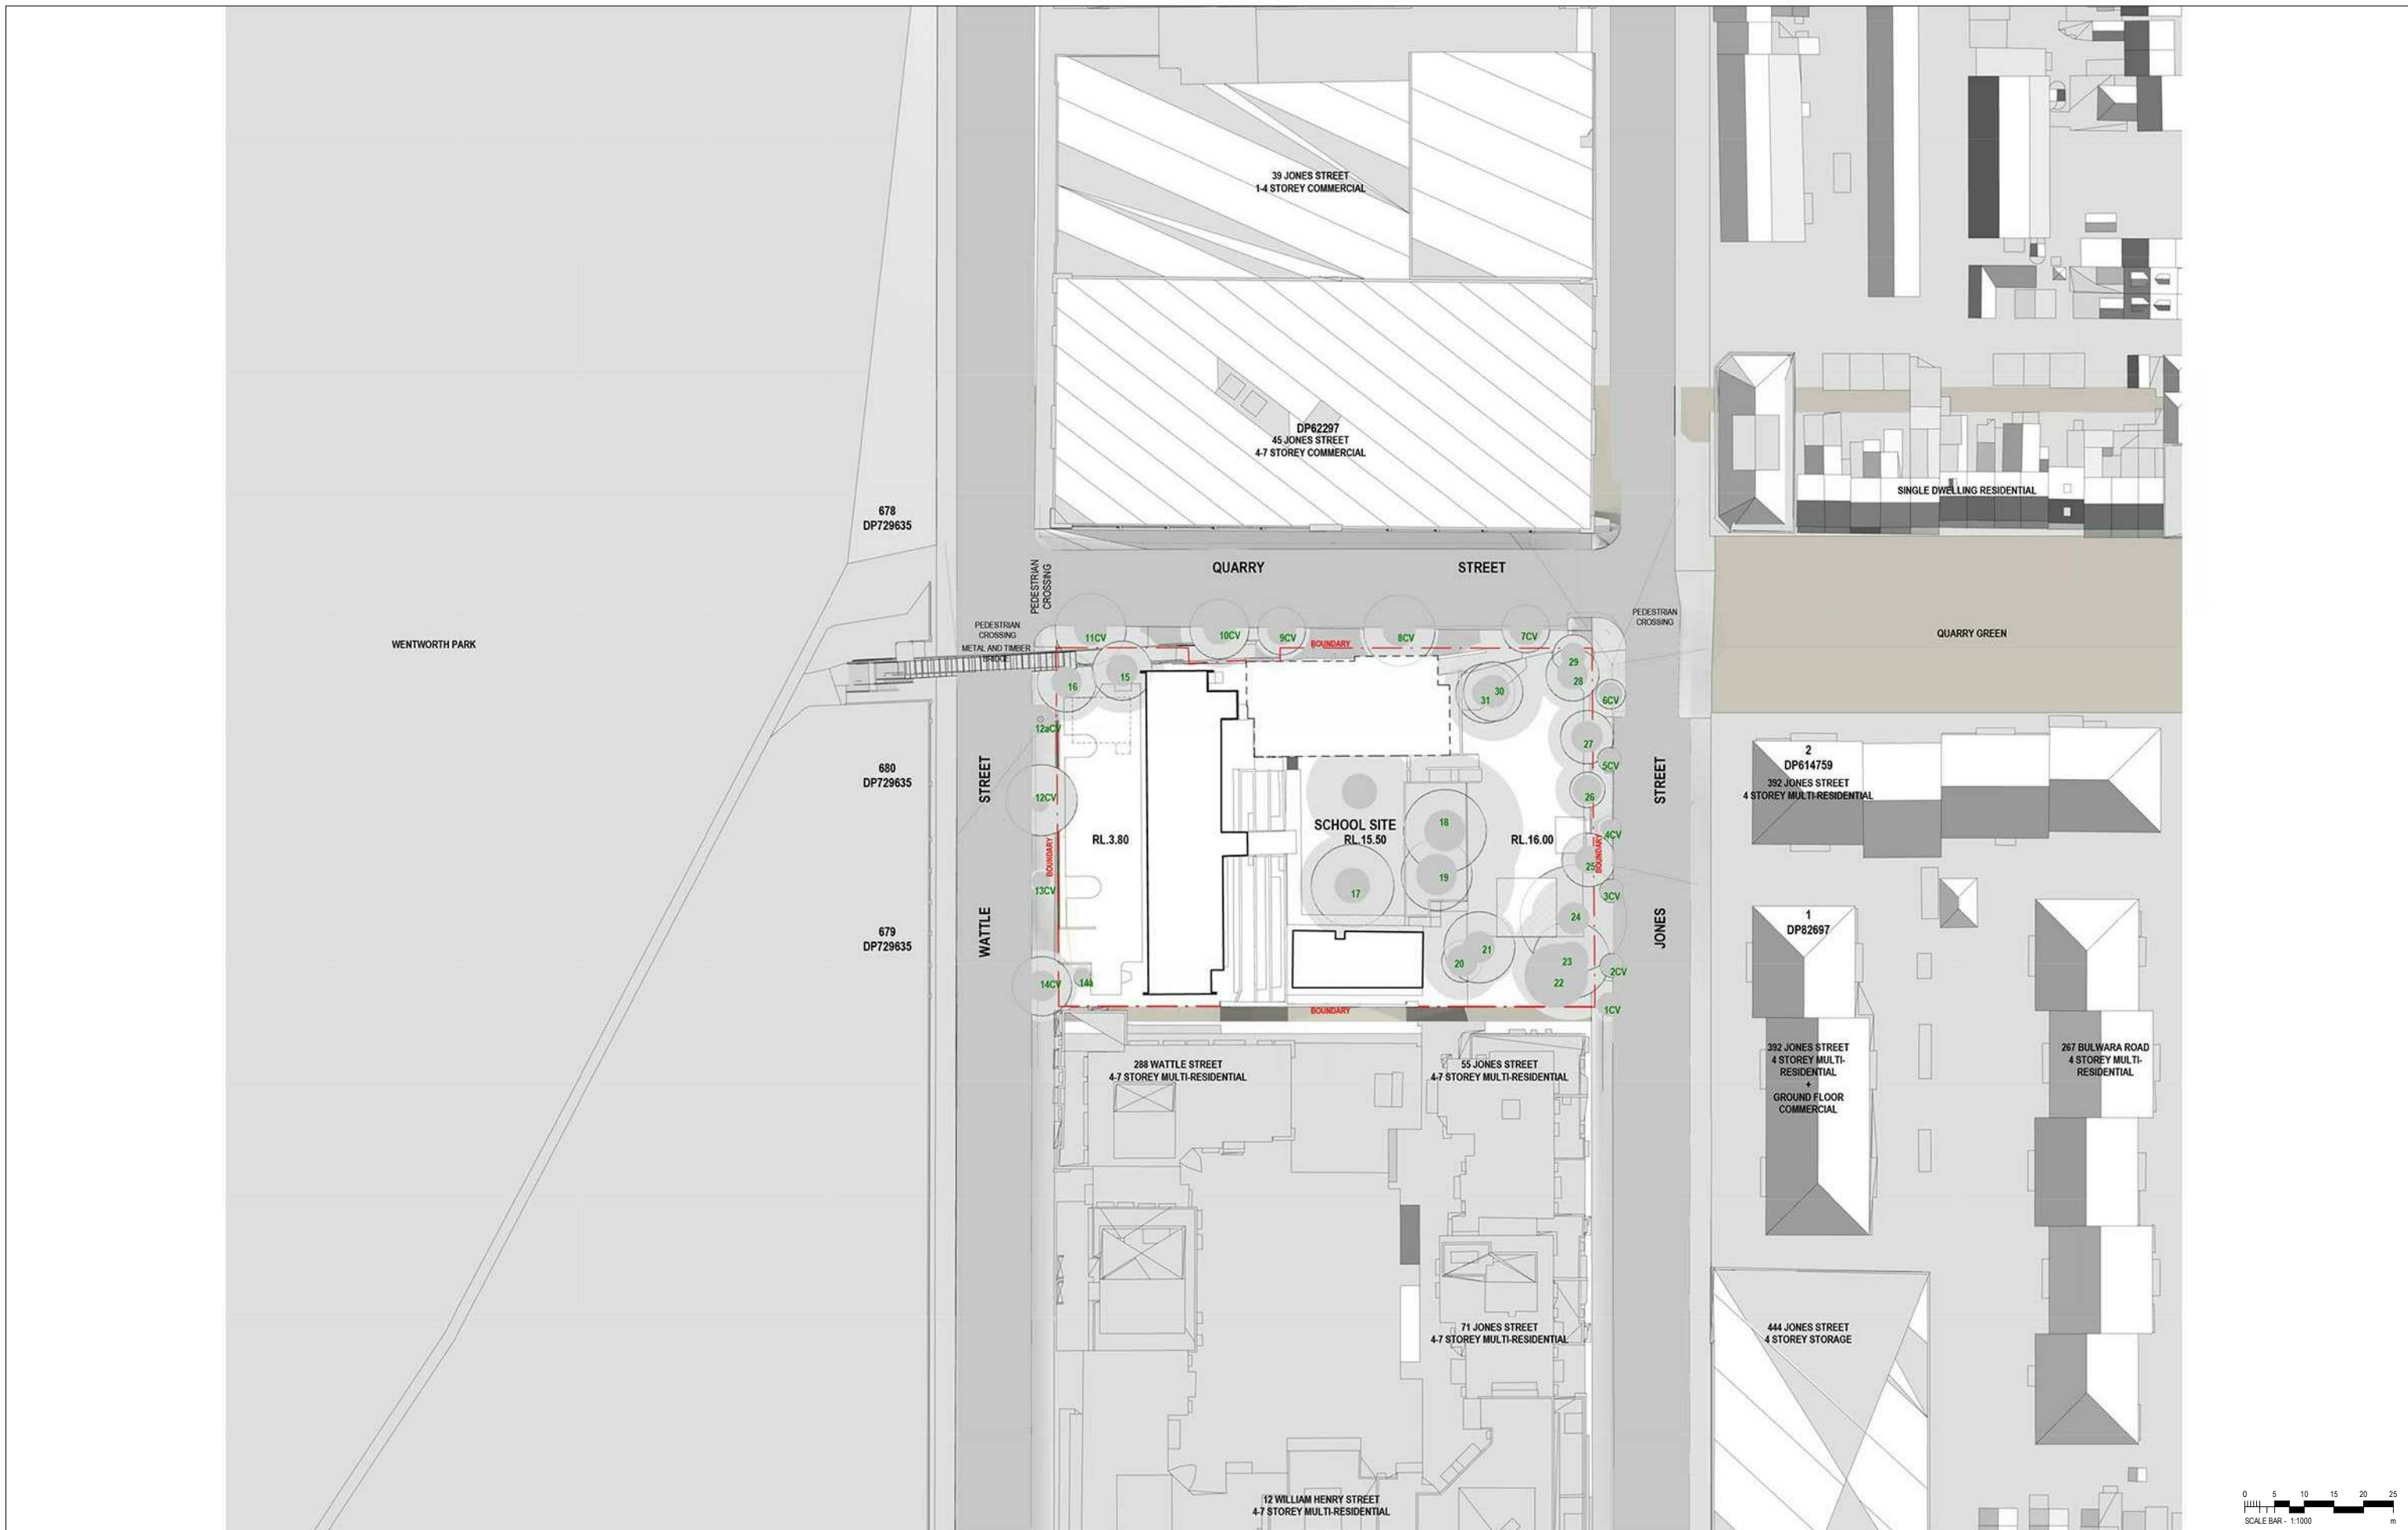 39 JONES STREET
1-4 STOREY COMMERCIAL
DP62297
45 JONES STREET
4-7 STOREY COMMERCIAL
SINGLE DWELLING RESIDENTIAL
678
DP729635
QUARRY STREET
PEDESTRIAN
CROSSING
PEDESTRIAN
CROSSING
METAL AND TIMBER
BRIDGE
PEDESTRIAN
CROSSING
WENTWORTH PARK
QUARRY GREEN
11CV
10CV
9CV
BOUNDARY
8CV
7CV
29
28
6CV
16
15
31
30
12aCV
27
5CV
680
DP729635
WATTLE STREET
JONES STREET
12CV
26
2
DP614759
392 JONES STREET
4 STOREY MULTI-RESIDENTIAL
RL.3.80
SCHOOL SITE
RL.15.50
18
RL.16.00
4CV
BOUNDARY
BOUNDARY
25
13CV
17
19
3CV
24
1
DP82697
679
DP729635
21
20
23
22
2CV
14CV
14a
1CV
BOUNDARY
288 WATTLE STREET
4-7 STOREY MULTI-RESIDENTIAL
55 JONES STREET
4-7 STOREY MULTI-RESIDENTIAL
392 JONES STREET
4 STOREY MULTI-
RESIDENTIAL
+
GROUND FLOOR
COMMERCIAL
267 BULWARA ROAD
4 STOREY MULTI-
RESIDENTIAL
71 JONES STREET
4-7 STOREY MULTI-RESIDENTIAL
444 JONES STREET
4 STOREY STORAGE
12 WILLIAM HENRY STREET
4-7 STOREY MULTI-RESIDENTIAL
0 5 10 15 20 25
SCALE BAR - 1:1000 m